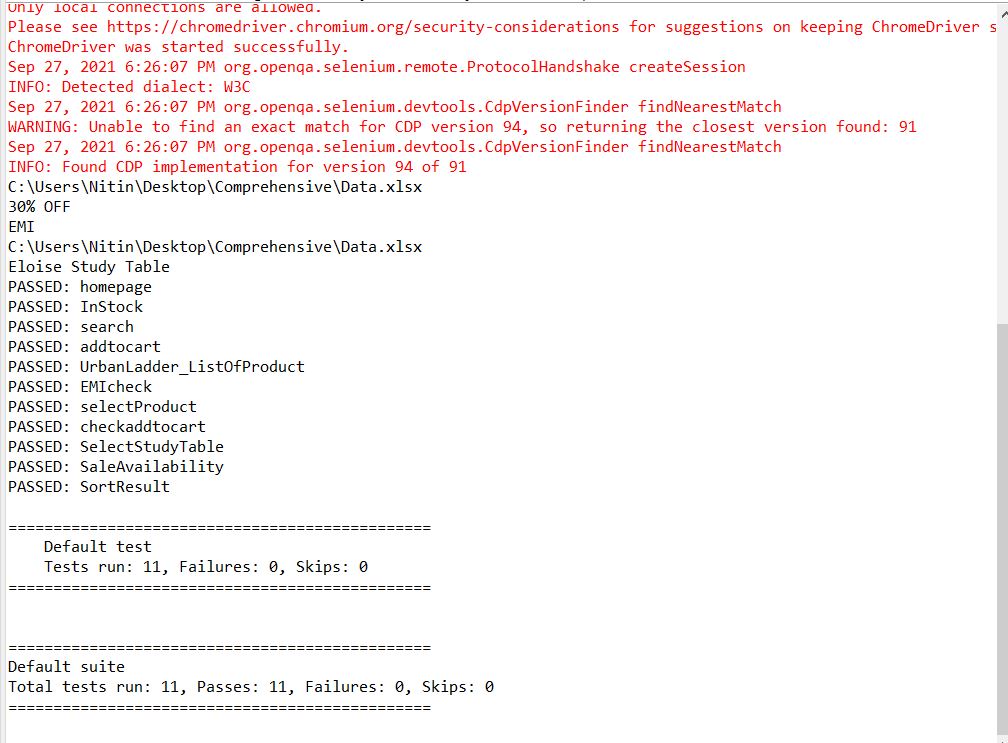 Only local connections are allowed.
Please see https://chromedriver.chromium.org/security-considerations for suggestions on keeping ChromeDriver s
ChromeDriver was started successfully.
Sep 27, 2021 6:26:07 PM org.openqa.selenium.remote.ProtocolHandshake createSession
INFO: Detected dialect: W3C
Sep 27, 2021 6:26:07 PM org.openqa.selenium.devtools.CdpVersionFinder findNearestMatch
WARNING: Unable to find an exact match for CDP version 94, so returning the closest version found: 91
Sep 27, 2021 6:26:07 PM org.openqa.selenium.devtools.CdpVersionFinder findNearestMatch
INFO: Found CDP implementation for version 94 of 91
C:\Users\Nitin\Desktop\Comprehensive\Data.xlsx
30% OFF
EMI
C:\Users\Nitin\Desktop\Comprehensive\Data.xlsx
Eloise Study Table
PASSED: homepage
PASSED: InStock
PASSED: search
PASSED: addtocart
PASSED: UrbanLadder_ListOfProduct
PASSED: EMIcheck
PASSED: selectProduct
PASSED: checkaddtocart
PASSED: SelectStudyTable
PASSED: SaleAvailability
PASSED: SortResult
===============================================
Default test
Tests run: 11, Failures: 0, Skips: 0
===============================================
===============================================
Default suite
Total tests run: 11, Passes: 11, Failures: 0, Skips: 0
===============================================